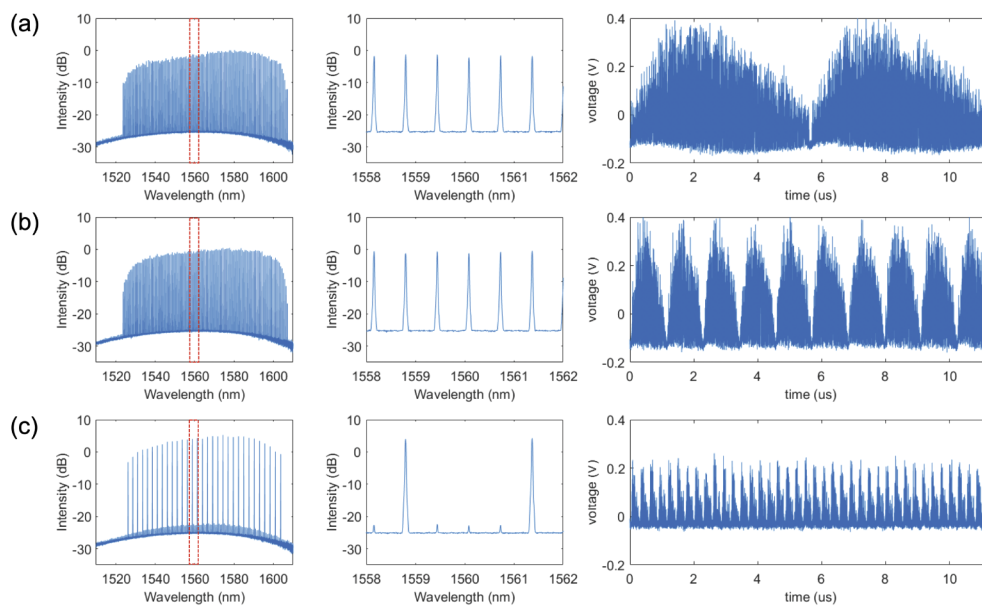 (a)
10
0
-10
-20
-30
Intensity (dB)
1520 1540 1560 1580 1600
Wavelength (nm)
10
0
-10
-20
-30
Intensity (dB)
1558 1559 1560 1561 1562
Wavelength (nm)
0.4
0.2
0
-0.2
voltage (V)
0 2 4 6 8 10
time (us)
(b)
10
0
-10
-20
-30
Intensity (dB)
1520 1540 1560 1580 1600
Wavelength (nm)
10
0
-10
-20
-30
Intensity (dB)
1558 1559 1560 1561 1562
Wavelength (nm)
0.4
0.2
0
-0.2
voltage (V)
0 2 4 6 8 10
time (us)
(c)
10
0
-10
-20
-30
Intensity (dB)
1520 1540 1560 1580 1600
Wavelength (nm)
10
0
-10
-20
-30
Intensity (dB)
1558 1559 1560 1561 1562
Wavelength (nm)
0.4
0.2
0
-0.2
voltage (V)
0 2 4 6 8 10
time (us)